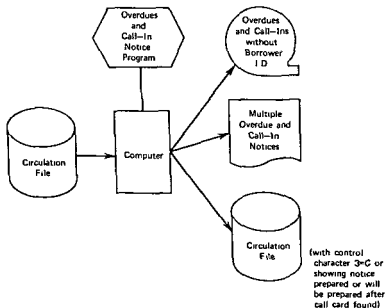 Overdues
and
Call–In
Notice
Program
Overdues
and Call–Ins
without
Borrower
I D
Circulation
File
Computer
Multiple
Overdue and
Call–In
Notices
Circulation
File
(with control
character 3=C or
showing notice
prepared or will
be prepared after
call card found)